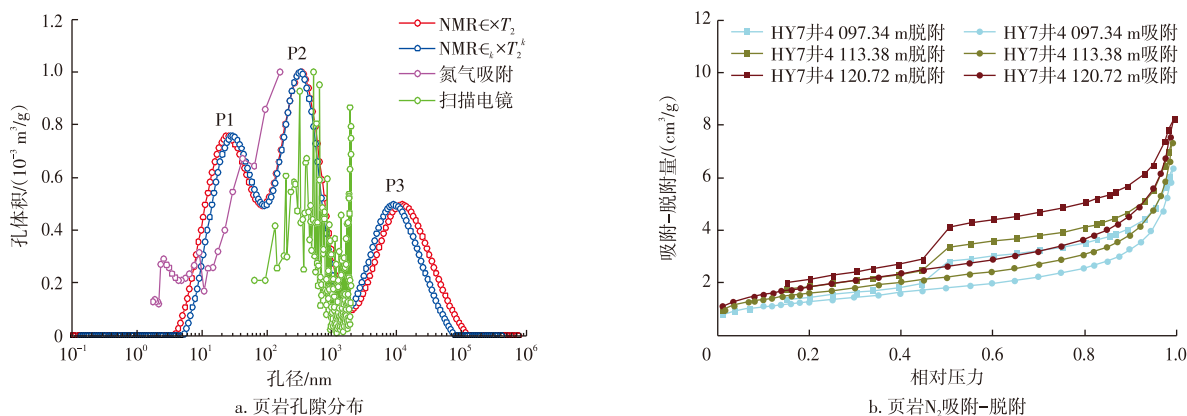 1.2
1.0
0.8
0.6
0.4
0.2
0
孔体积/(10⁻³ m³/g)
P1
P2
P3
NMR∈×T₂
NMR∈ₖ×T₂ᵏ
氮气吸附
扫描电镜
10⁻¹ 10⁰ 10¹ 10² 10³ 10⁴ 10⁵ 10⁶
孔径/nm
a. 页岩孔隙分布
12
10
8
6
4
2
吸附-脱附量/(cm³/g)
HY7井4 097.34 m脱附 HY7井4 097.34 m吸附
HY7井4 113.38 m脱附 HY7井4 113.38 m吸附
HY7井4 120.72 m脱附 HY7井4 120.72 m吸附
0 0.2 0.4 0.6 0.8 1.0
相对压力
b. 页岩N₂吸附-脱附